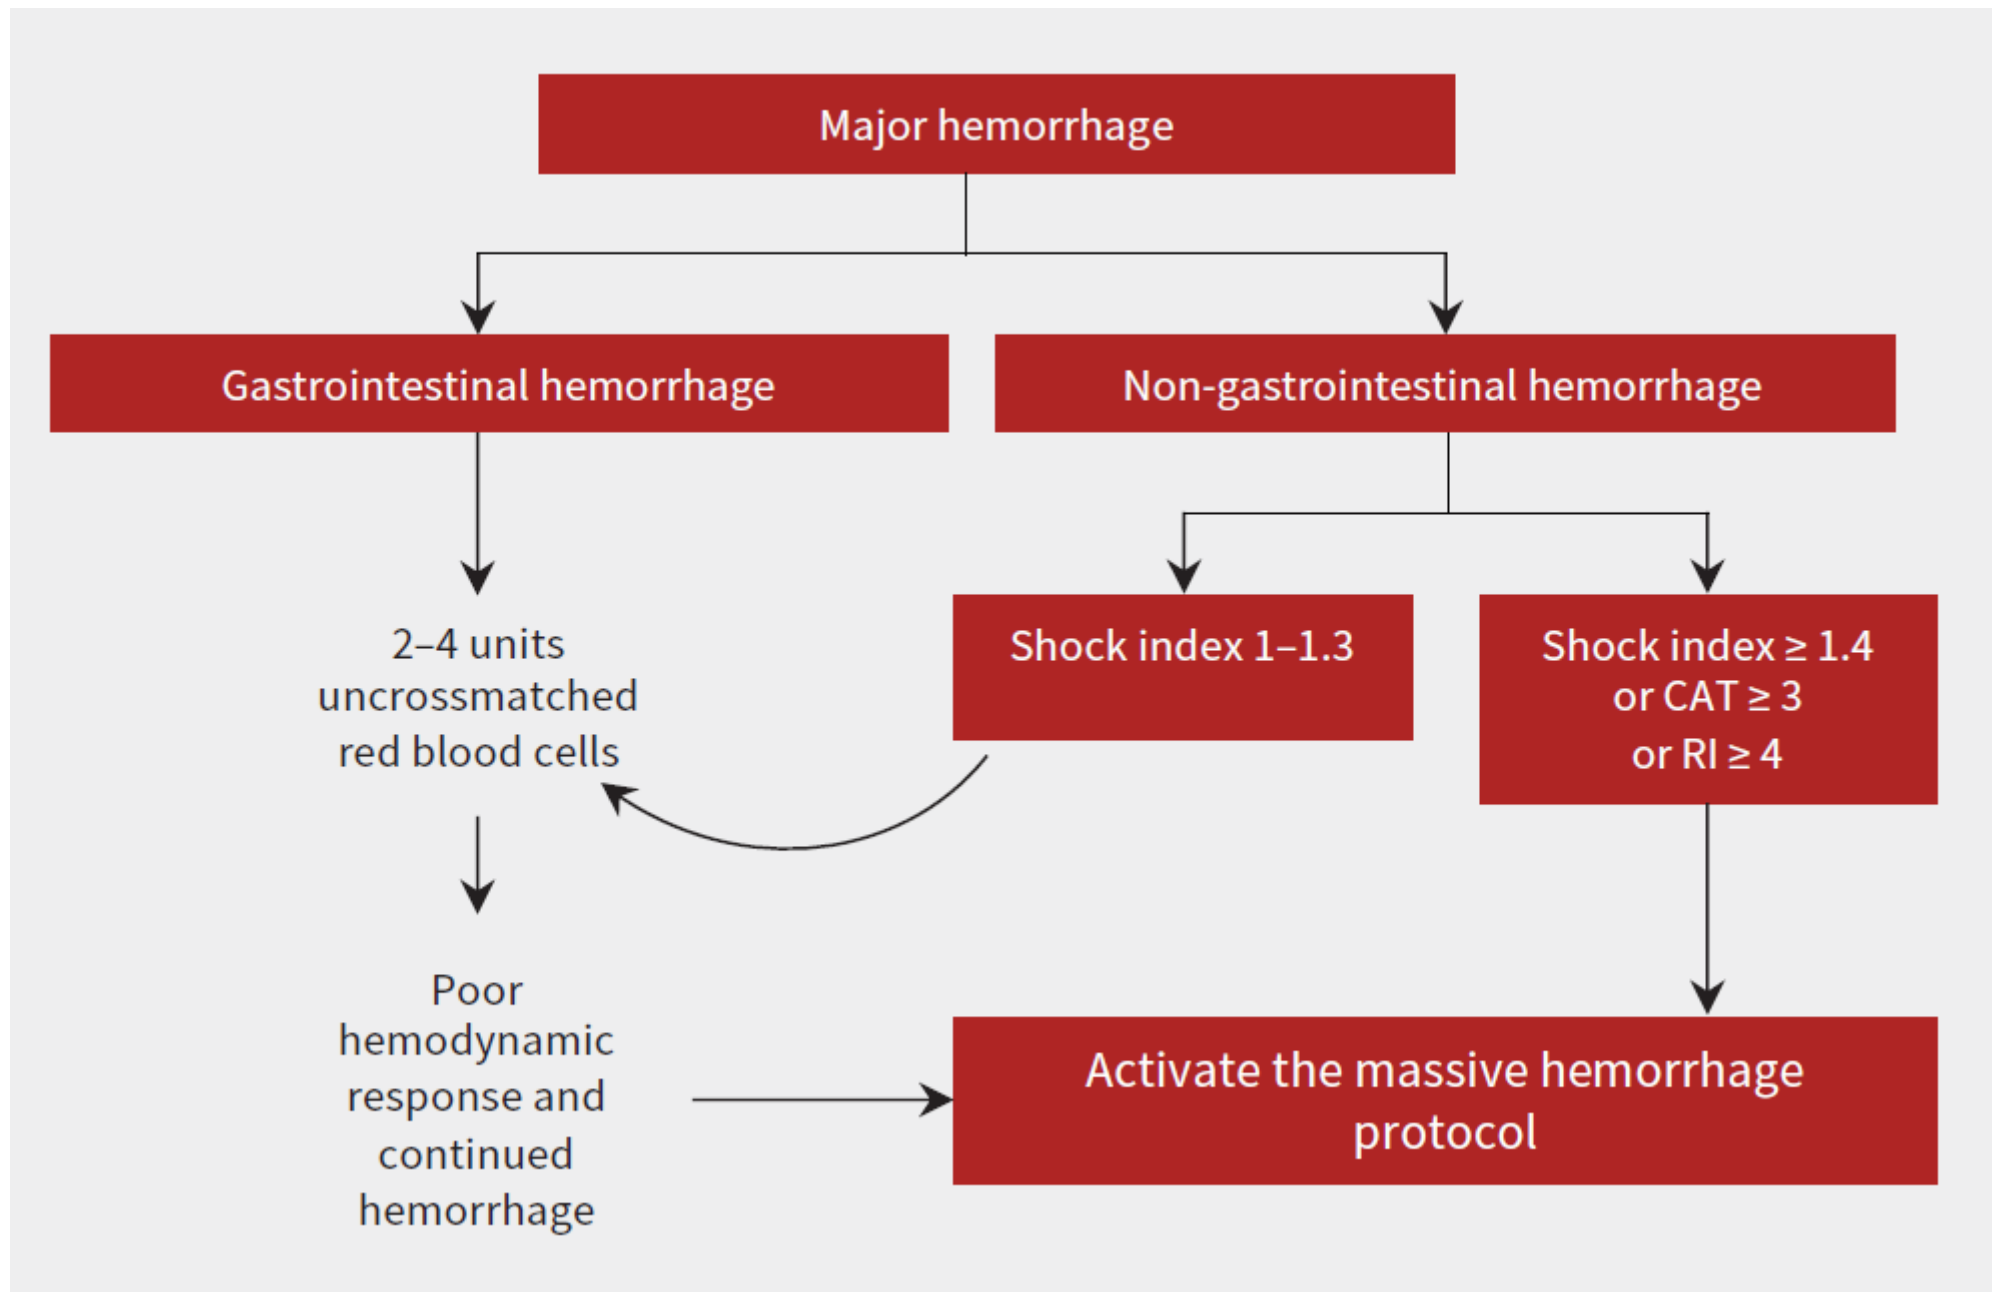 Major hemorrhage
Gastrointestinal hemorrhage
Non-gastrointestinal hemorrhage
2–4 units
uncrossmatched
red blood cells
Shock index 1–1.3
Shock index ≥ 1.4
or CAT ≥ 3
or RI ≥ 4
Poor
hemodynamic
response and
continued
hemorrhage
Activate the massive hemorrhage
protocol